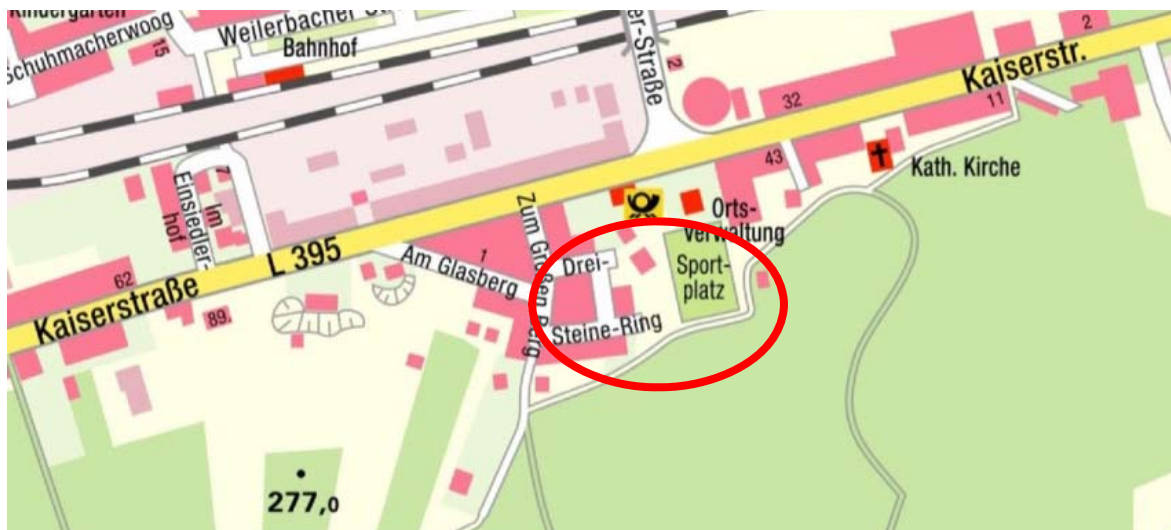 Kindergarten
Schuhmacherwoog
15
Weilerbacher
Bahnhof
er-Straße
2
2
Kaiserstr.
32
11
43
Kath. Kirche
7
Im
Einsiedler-
hof
Zum Großen Berg
Orts-
verwaltung
L 395
Am Glasberg
1
Drei-
Steine-Ring
Sport-
platz
62
Kaiserstraße
89.
277,0